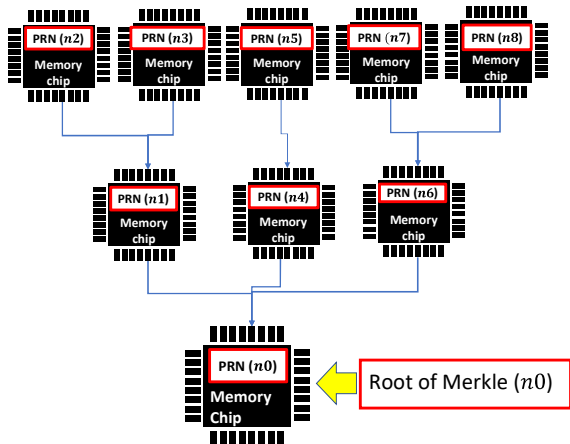 PRN (n2)
Memory
chip
PRN (n3)
Memory
chip
PRN (n5)
Memory
chip
PRN (n7)
Memory
chip
PRN (n8)
Memory
chip
PRN (n1)
Memory
chip
PRN (n4)
Memory
chip
PRN (n6)
Memory
chip
PRN (n0)
Memory
Chip
Root of Merkle (n0)